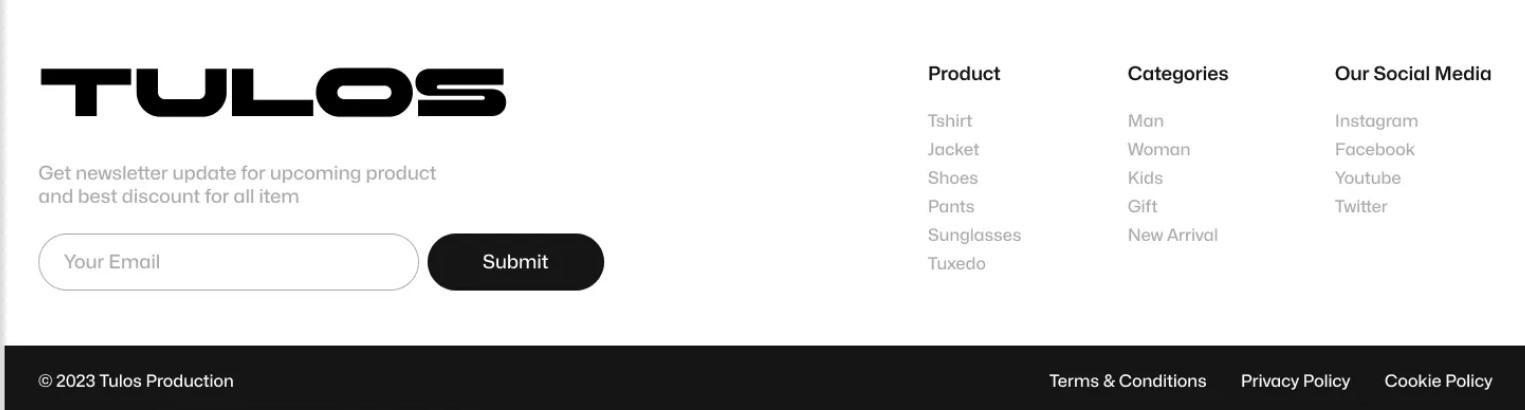 TULOS
Get newsletter update for upcoming product
and best discount for all item
Your Email
Submit
Product
Tshirt
Jacket
Shoes
Pants
Sunglasses
Tuxedo
Categories
Man
Woman
Kids
Gift
New Arrival
Our Social Media
Instagram
Facebook
Youtube
Twitter
© 2023 Tulos Production
Terms & Conditions
Privacy Policy
Cookie Policy